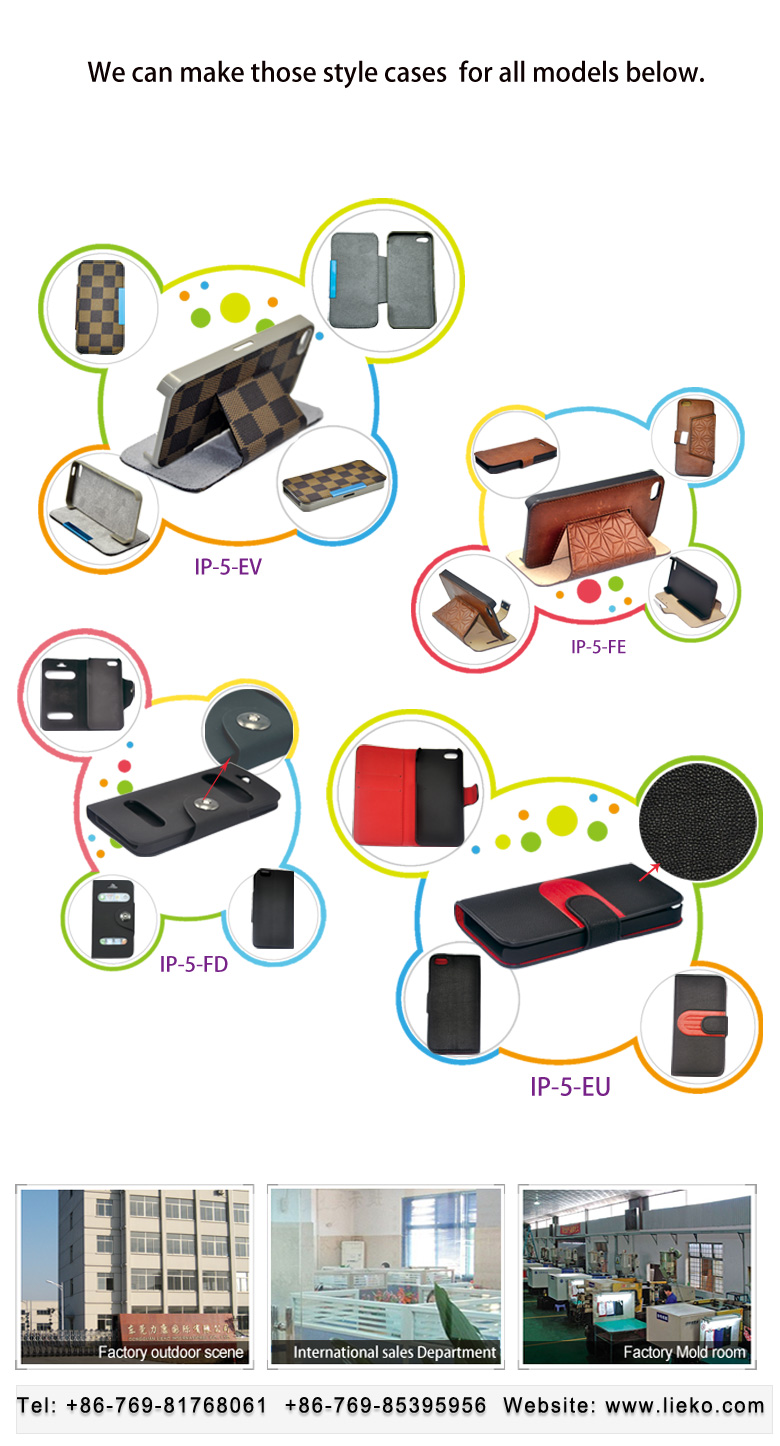 We can make those style cases for all models below.
IP-5-EV
IP-5-FE
IP-5-FD
IP-5-EU
Factory outdoor scene
International sales Department
Factory Mold room
Tel: +86-769-81768061 +86-769-85395956 Website: www.lieko.com